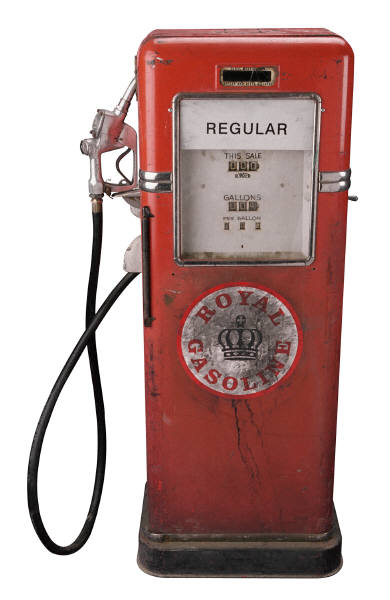 REGULAR
THIS SALE
GALLONS
PER GALLON
ROYAL
GASOLINE